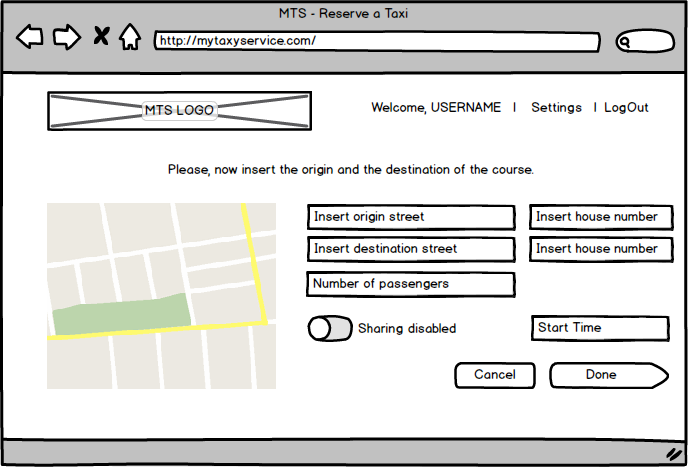 MTS - Reserve a Taxi
http://mytaxyservice.com/
MTS LOGO
Welcome, USERNAME | Settings | LogOut
Please, now insert the origin and the destination of the course.
Insert origin street Insert house number
Insert destination street Insert house number
Number of passengers
Sharing disabled Start Time
Cancel Done